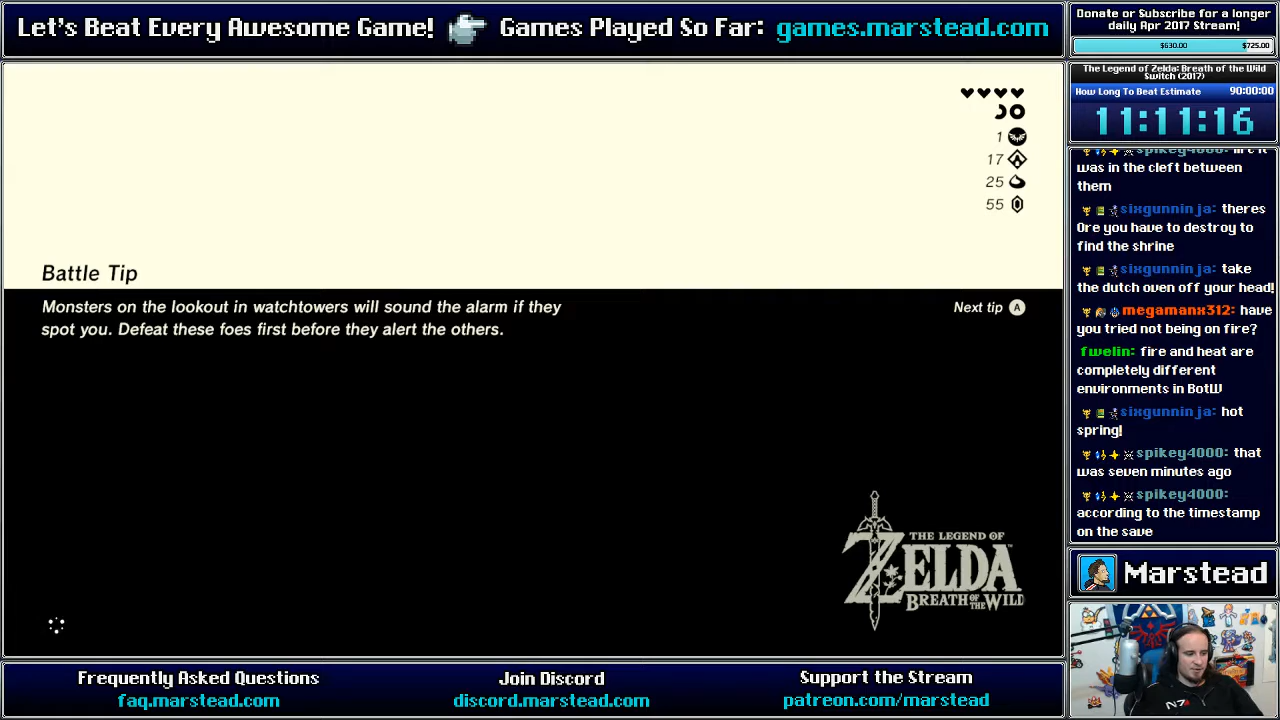 Let's Beat Every Awesome Game!
Games Played So Far: games.marstead.com
Donate or Subscribe for a longer
daily Apr 2017 Stream!
$630.00
$725.00
The Legend of Zelda: Breath of the Wild
Switch (2017)
How Long To Beat Estimate 90:00:00
11:11:16
1
17
25
55
Battle Tip
Monsters on the lookout in watchtowers will sound the alarm if they
spot you. Defeat these foes first before they alert the others.
Next tip A
THE LEGEND OF
ZELDA
BREATH OF THE WILD
was in the cleft between
them
sixgunninja: theres
Ore you have to destroy to
find the shrine
sixgunninja: take
the dutch oven off your head!
megamanx312: have
you tried not being on fire?
fwelin: fire and heat are
completely different
environments in BotW
sixgunninja: hot
spring!
spikey4000: that
was seven minutes ago
spikey4000:
according to the timestamp
on the save
Marstead
N7
Frequently Asked Questions
faq.marstead.com
Join Discord
discord.marstead.com
Support the Stream
patreon.com/marstead